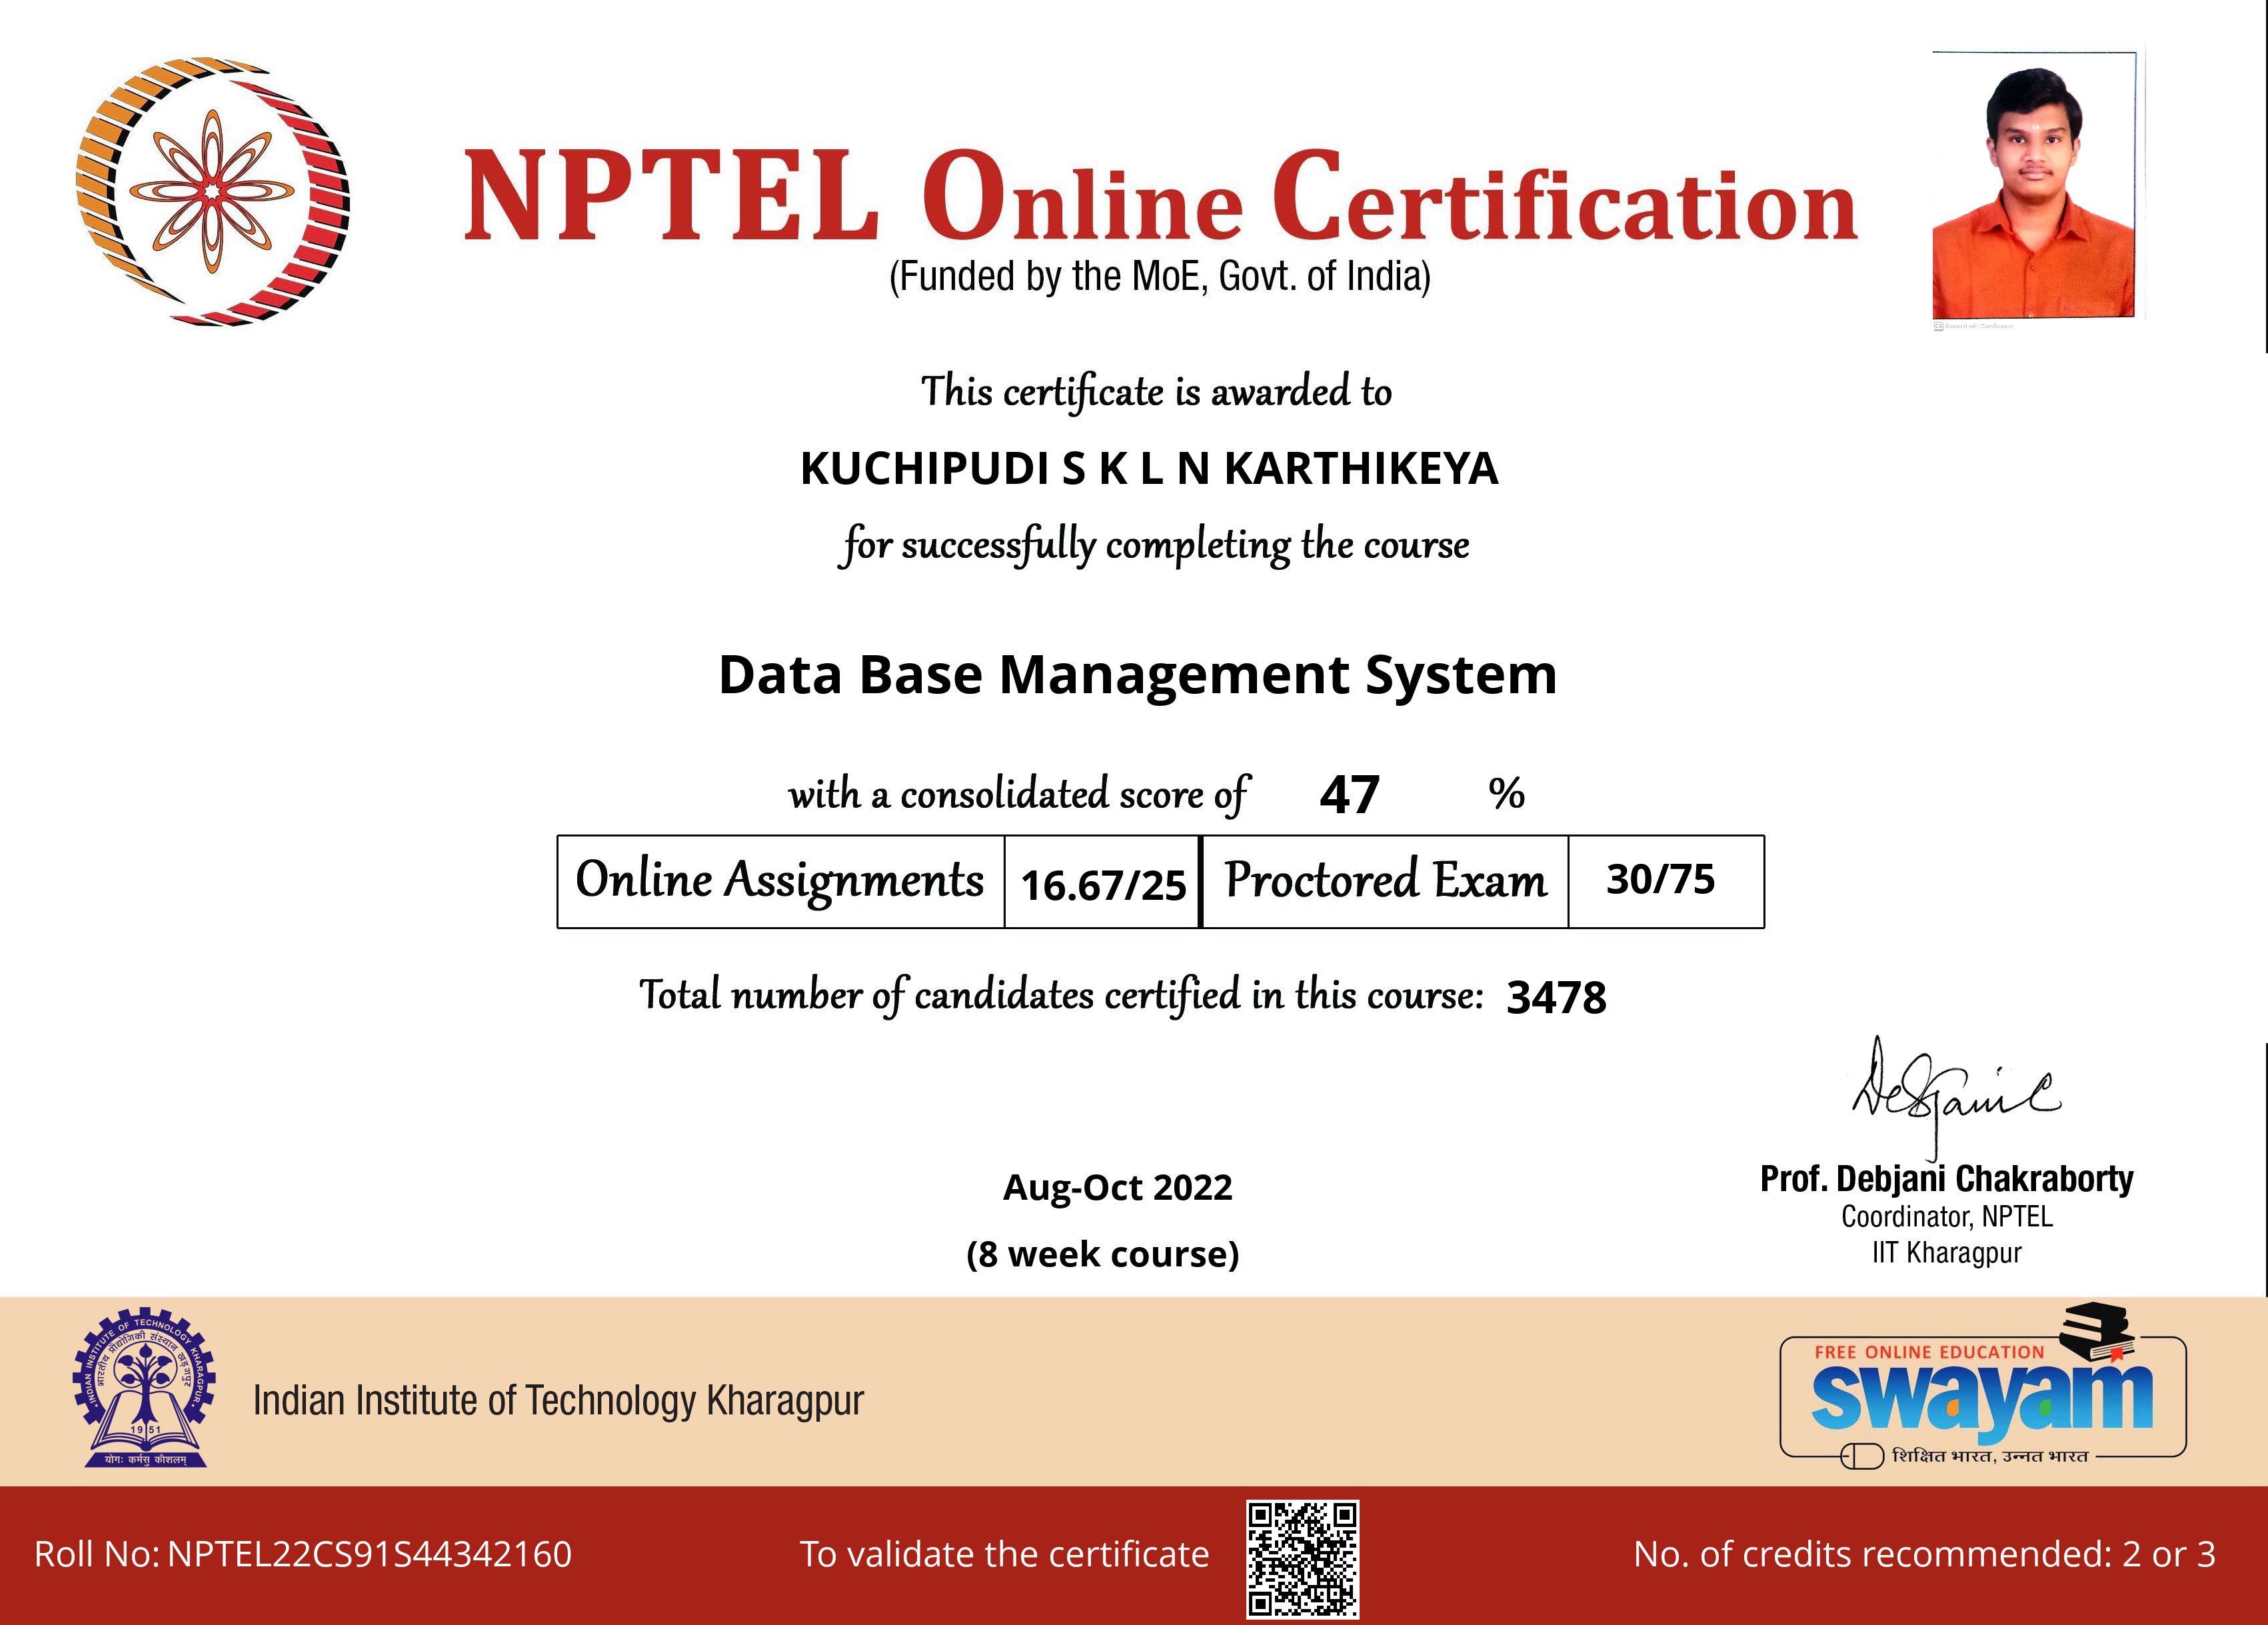 NPTEL Online Certification
(Funded by the MoE, Govt. of India)
This certificate is awarded to
KUCHIPUDI S K L N KARTHIKEYA
for successfully completing the course
Data Base Management System
with a consolidated score of 47 %
Online Assignments 16.67/25 Proctored Exam 30/75
Total number of candidates certified in this course: 3478
Prof. Debjani Chakraborty
Coordinator, NPTEL
IIT Kharagpur
Aug-Oct 2022
(8 week course)
INDIAN INSTITUTE OF TECHNOLOGY KHARAGPUR
भारतीय प्रौद्योगिकी संस्थान खड़गपुर
1951
योगः कर्मसु कौशलम्
Indian Institute of Technology Kharagpur
FREE ONLINE EDUCATION
swayam
शिक्षित भारत, उन्नत भारत
Roll No: NPTEL22CS91S44342160
To validate the certificate
No. of credits recommended: 2 or 3